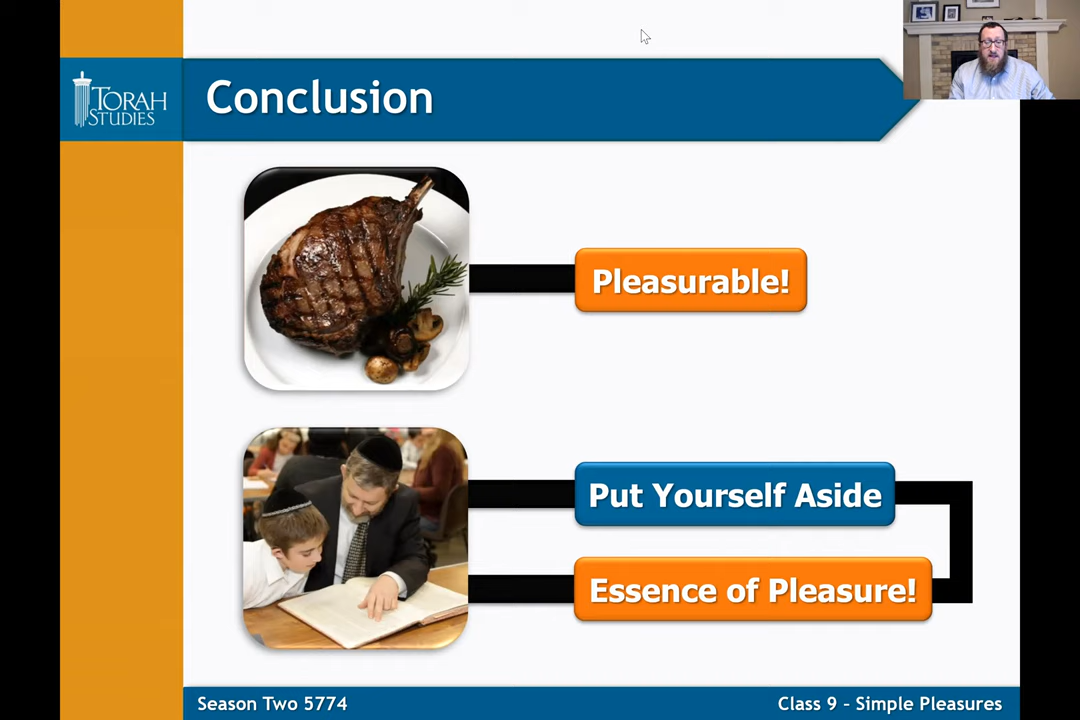 TORAH
STUDIES
Conclusion
Pleasurable!
Put Yourself Aside
Essence of Pleasure!
Season Two 5774
Class 9 – Simple Pleasures